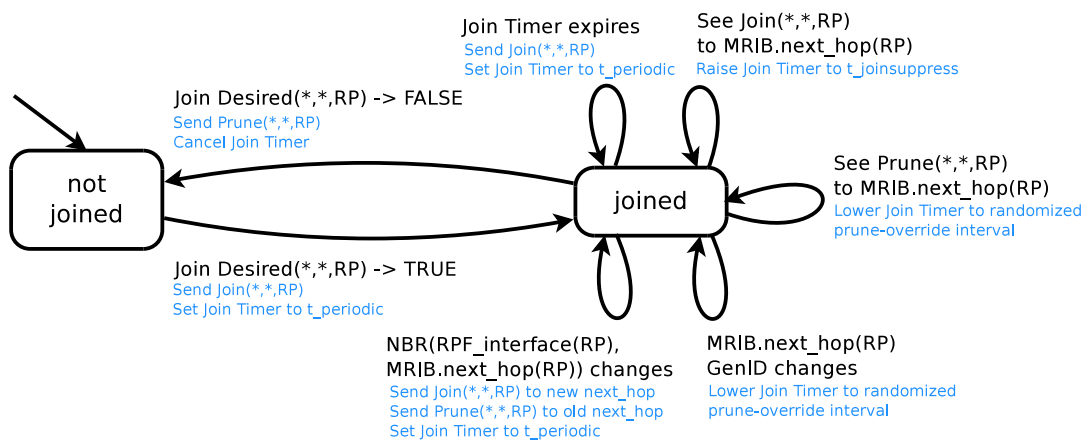 Join Timer expires
Send Join(*,*,RP)
Set Join Timer to t_periodic
See Join(*,*,RP)
to MRIB.next_hop(RP)
Raise Join Timer to t_joinsuppress
Join Desired(*,*,RP) -> FALSE
Send Prune(*,*,RP)
Cancel Join Timer
not
joined
joined
See Prune(*,*,RP)
to MRIB.next_hop(RP)
Lower Join Timer to randomized
prune-override interval
Join Desired(*,*,RP) -> TRUE
Send Join(*,*,RP)
Set Join Timer to t_periodic
NBR(RPF_interface(RP),
MRIB.next_hop(RP)) changes
Send Join(*,*,RP) to new next_hop
Send Prune(*,*,RP) to old next_hop
Set Join Timer to t_periodic
MRIB.next_hop(RP)
GenID changes
Lower Join Timer to randomized
prune-override interval